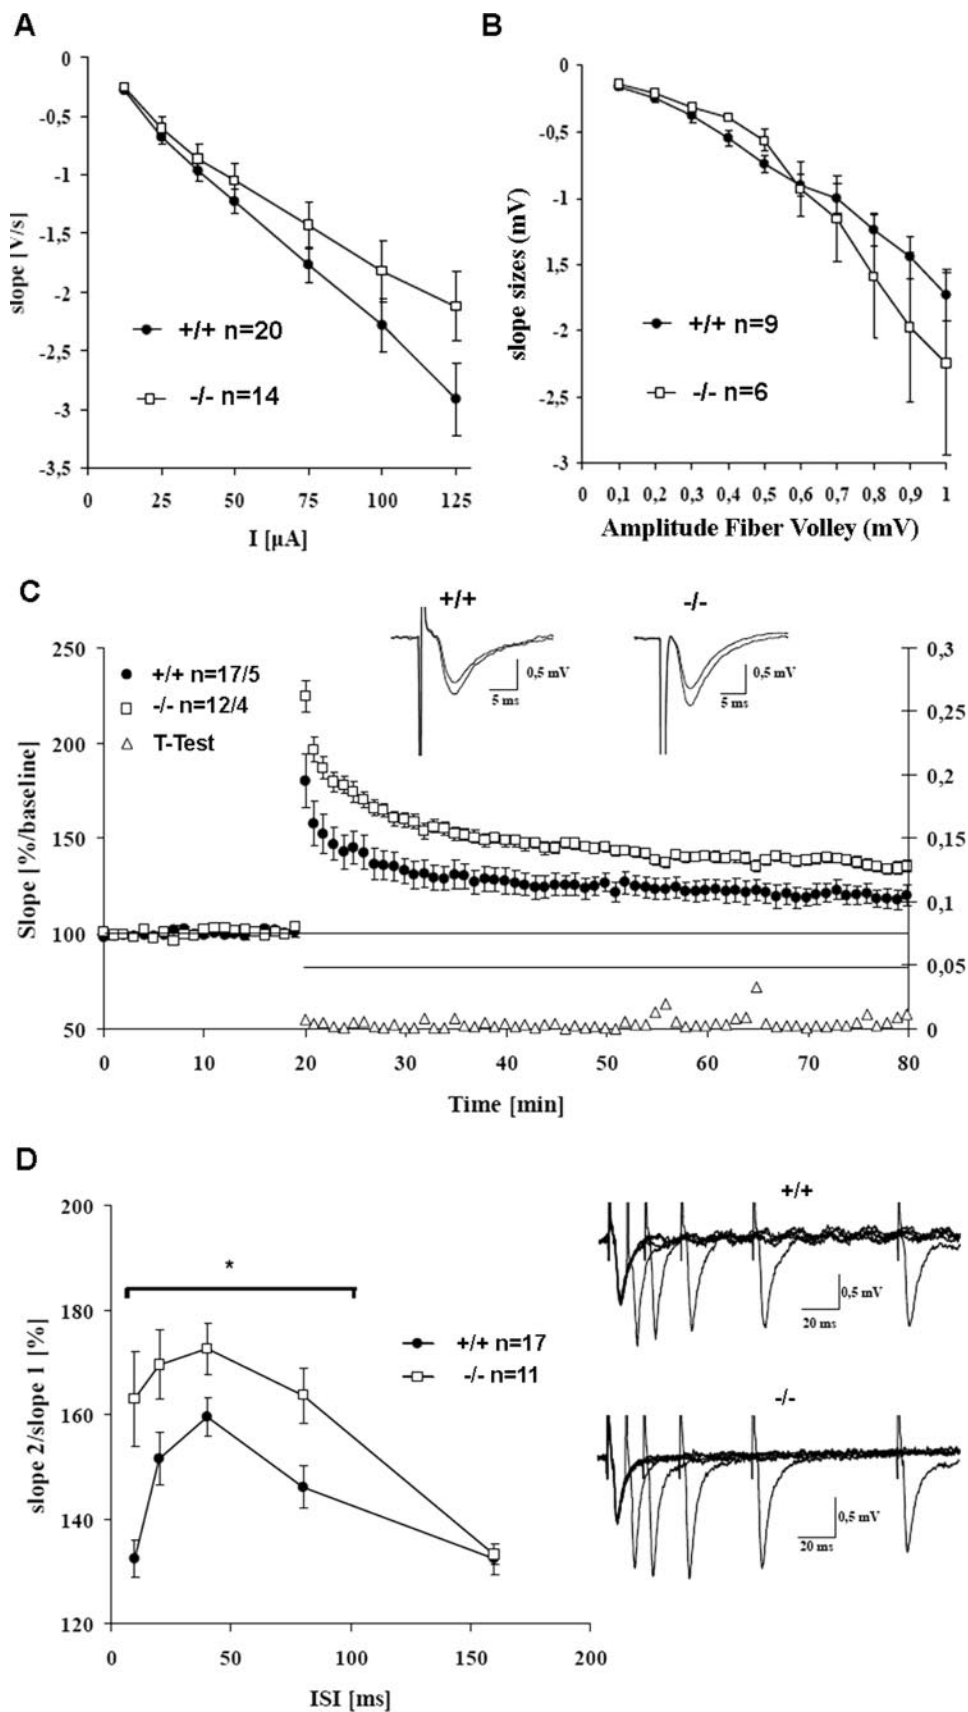 A
0
-0,5
-1
-1,5
-2
-2,5
-3
-3,5
slope [V/s]
+/+ n=20
-/- n=14
0 25 50 75 100 125
I [µA]
B
0
-0,5
-1
-1,5
-2
-2,5
-3
slope sizes (mV)
+/+ n=9
-/- n=6
0 0,1 0,2 0,3 0,4 0,5 0,6 0,7 0,8 0,9 1
Amplitude Fiber Volley (mV)
C
250
200
150
100
50
Slope [%/baseline]
+/+ n=17/5
-/- n=12/4
T-Test
+/+
0,5 mV
5 ms
-/-
0,5 mV
5 ms
0,3
0,25
0,2
0,15
0,1
0,05
0
0 10 20 30 40 50 60 70 80
Time [min]
D
200
180
160
140
120
slope 2/slope 1 [%]
*
+/+ n=17
-/- n=11
0 50 100 150 200
ISI [ms]
+/+
0,5 mV
20 ms
-/-
0,5 mV
20 ms